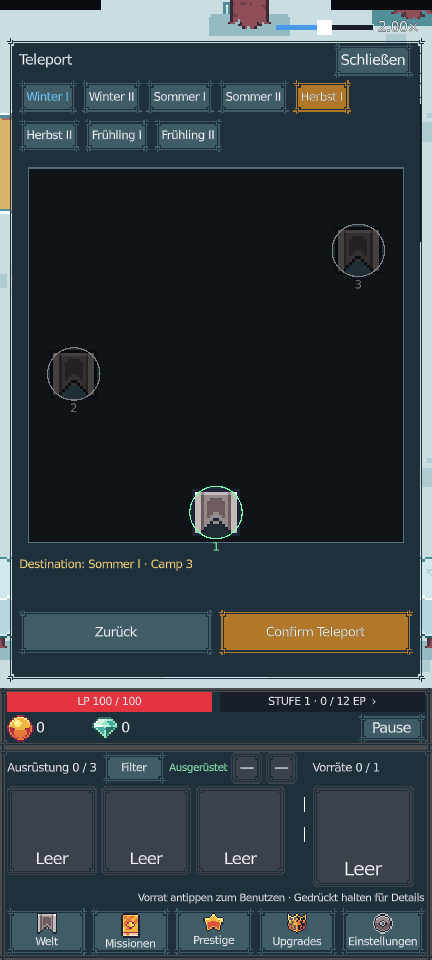 2.00×
Teleport
Schließen
Winter I
Winter II
Sommer I
Sommer II
Herbst I
Herbst II
Frühling I
Frühling II
3
2
1
Destination: Sommer I · Camp 3
Zurück
Confirm Teleport
LP 100 / 100
STUFE 1 · 0 / 12 EP ›
0
0
Pause
Ausrüstung 0 / 3
Filter
Ausgerüstet
—
—
Vorräte 0 / 1
Leer
Leer
Leer
Leer
Vorrat antippen zum Benutzen · Gedrückt halten für Details
Welt
Missionen
Prestige
Upgrades
Einstellungen